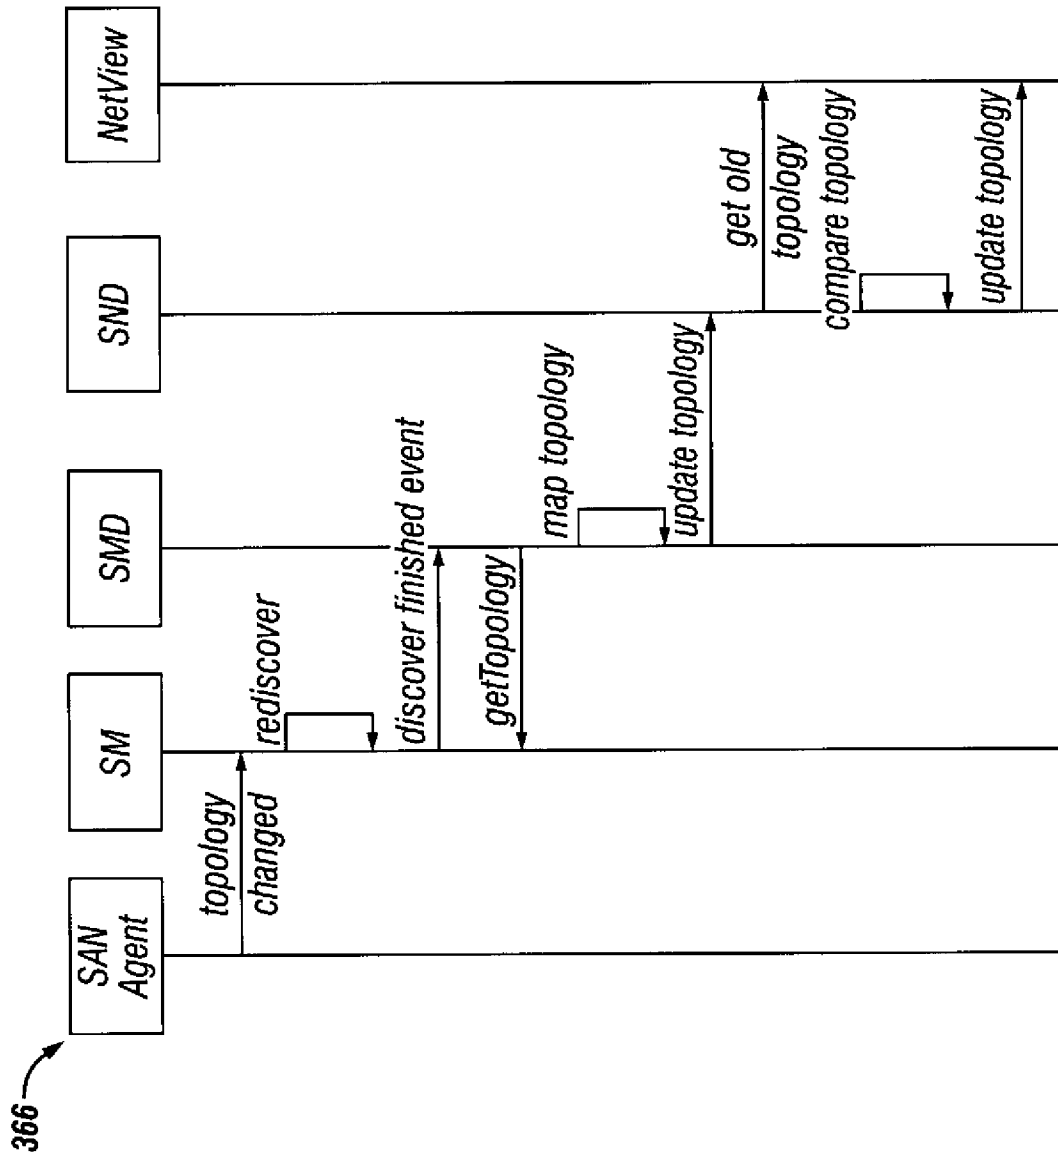 366
SAN
Agent
SM
SMD
SND
NetView
topology
changed
rediscover
discover finished event
getTopology
map topology
update topology
get old
topology
compare topology
update topology